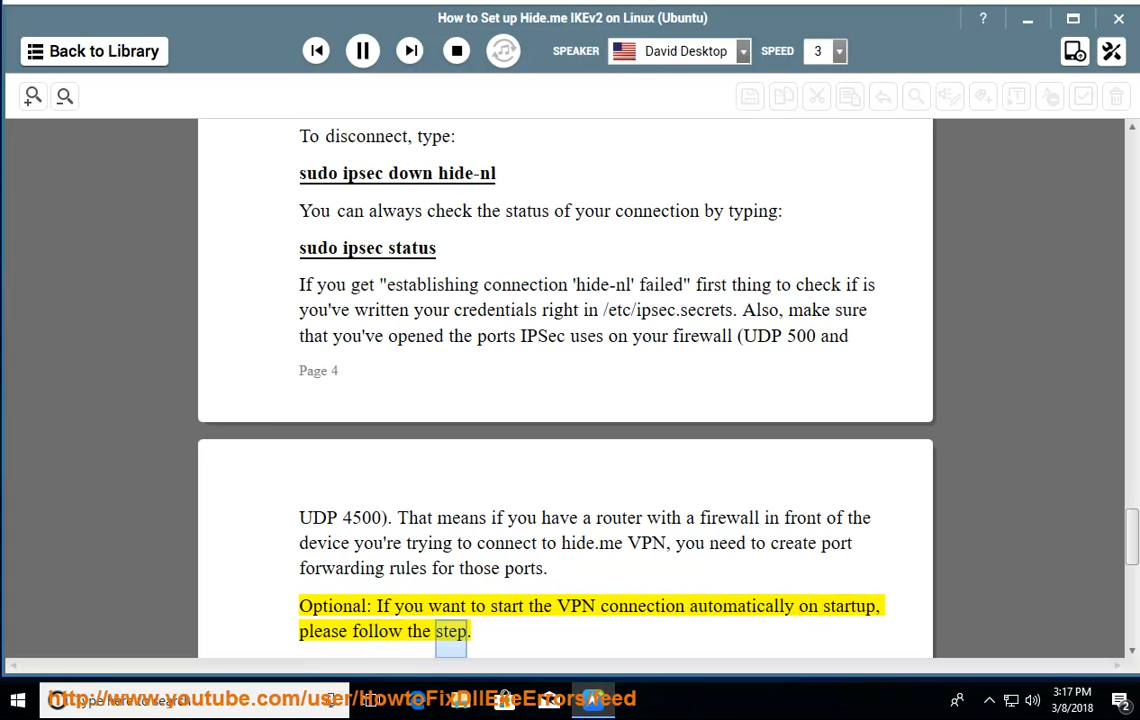 How to Set up Hide.me IKEv2 on Linux (Ubuntu)
Back to Library
SPEAKER David Desktop SPEED 3
To disconnect, type:
sudo ipsec down hide-nl
You can always check the status of your connection by typing:
sudo ipsec status
If you get "establishing connection 'hide-nl' failed" first thing to check if is
you've written your credentials right in /etc/ipsec.secrets. Also, make sure
that you've opened the ports IPSec uses on your firewall (UDP 500 and
Page 4
UDP 4500). That means if you have a router with a firewall in front of the
device you're trying to connect to hide.me VPN, you need to create port
forwarding rules for those ports.
Optional: If you want to start the VPN connection automatically on startup,
please follow the step.
http://www.youtube.com/user/HowtoFixDllExeErrors/feed
Type here to search
3:17 PM
3/8/2018
2